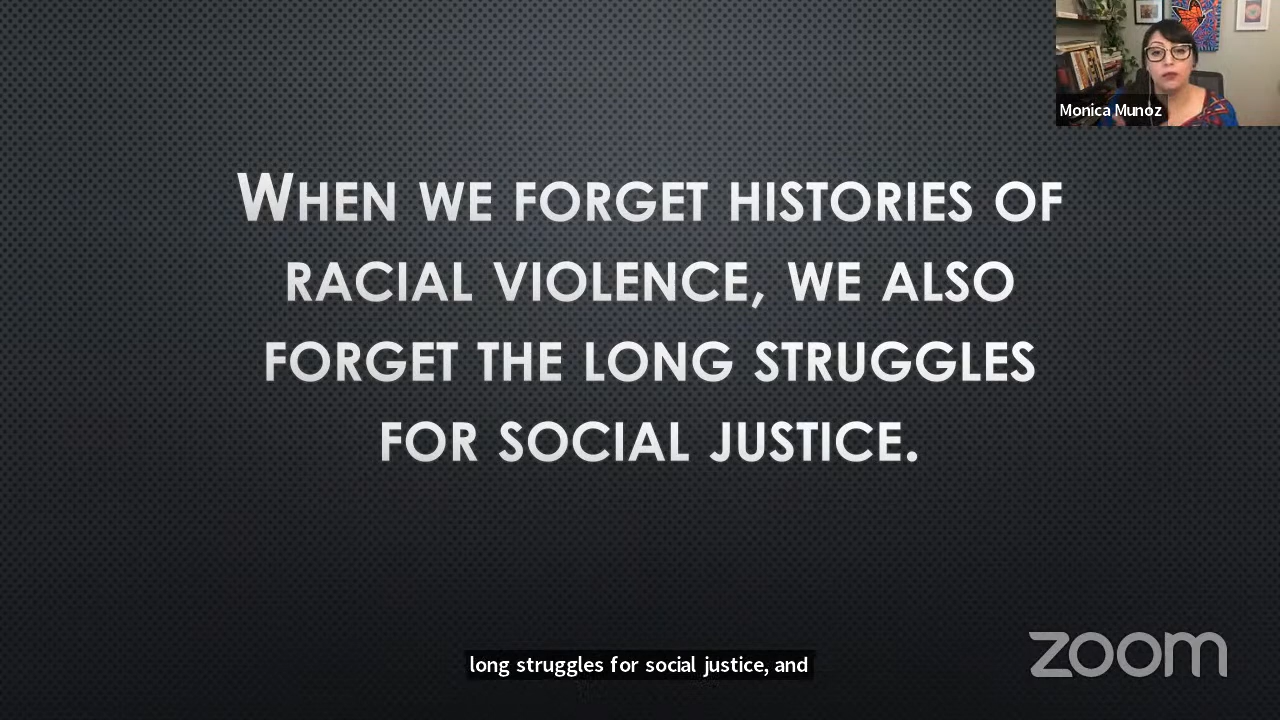 Monica Munoz
WHEN WE FORGET HISTORIES OF
RACIAL VIOLENCE, WE ALSO
FORGET THE LONG STRUGGLES
FOR SOCIAL JUSTICE.
long struggles for social justice, and
zoom